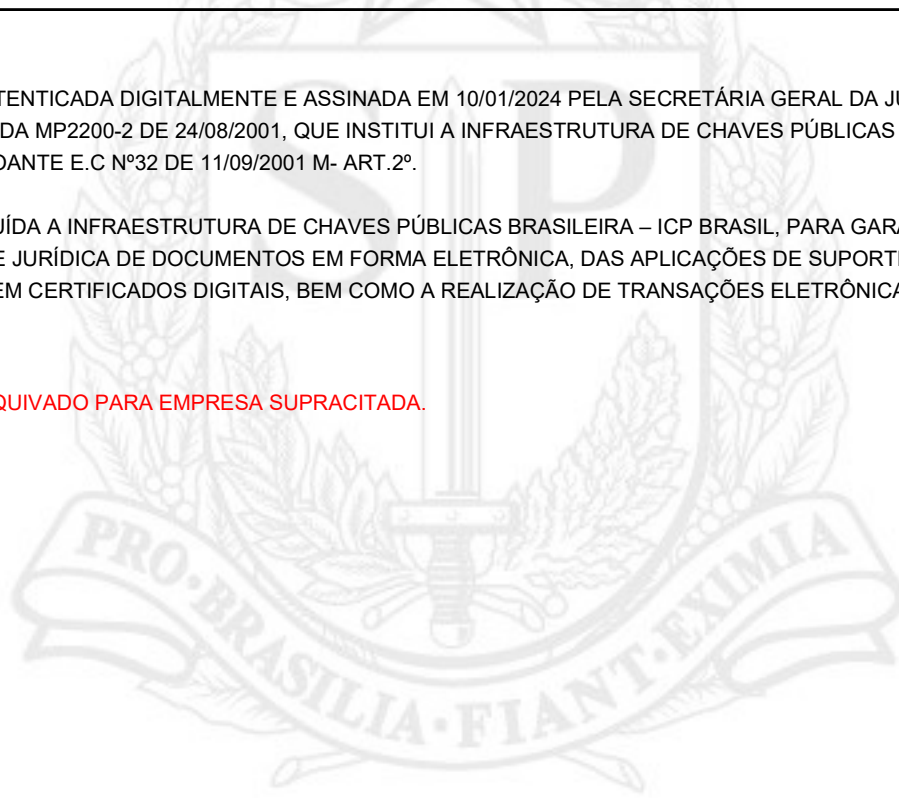 TENTICADA DIGITALMENTE E ASSINADA EM 10/01/2024 PELA SECRETÁRIA GERAL DA JU
DA MP2200-2 DE 24/08/2001, QUE INSTITUI A INFRAESTRUTURA DE CHAVES PÚBLICAS
DANTE E.C Nº32 DE 11/09/2001 M- ART.2º.
UÍDA A INFRAESTRUTURA DE CHAVES PÚBLICAS BRASILEIRA – ICP BRASIL, PARA GARA
E JURÍDICA DE DOCUMENTOS EM FORMA ELETRÔNICA, DAS APLICAÇÕES DE SUPORTE
EM CERTIFICADOS DIGITAIS, BEM COMO A REALIZAÇÃO DE TRANSAÇÕES ELETRÔNICA
QUIVADO PARA EMPRESA SUPRACITADA.
SP
PRO·BRASILIA·FIANT·EXIMIA